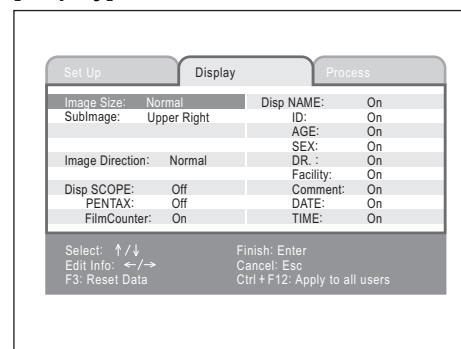 Set Up Display Process
Image Size: Normal Disp NAME: On
SubImage: Upper Right ID: On
AGE: On
SEX: On
Image Direction: Normal DR. : On
Facility: On
Disp SCOPE: Off Comment: On
PENTAX: Off DATE: On
FilmCounter: On TIME: On
Select: ↑/↓ Finish: Enter
Edit Info: ←/→ Cancel: Esc
F3: Reset Data Ctrl + F12: Apply to all users